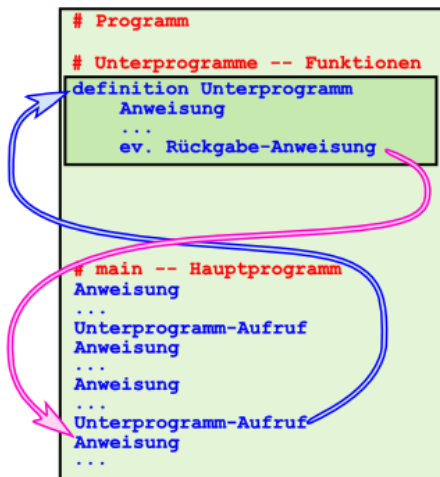 # Programm
# Unterprogramme -- Funktionen
definition Unterprogramm
Anweisung
...
ev. Rückgabe-Anweisung
# main -- Hauptprogramm
Anweisung
...
Unterprogramm-Aufruf
Anweisung
...
Anweisung
...
Unterprogramm-Aufruf
Anweisung
...